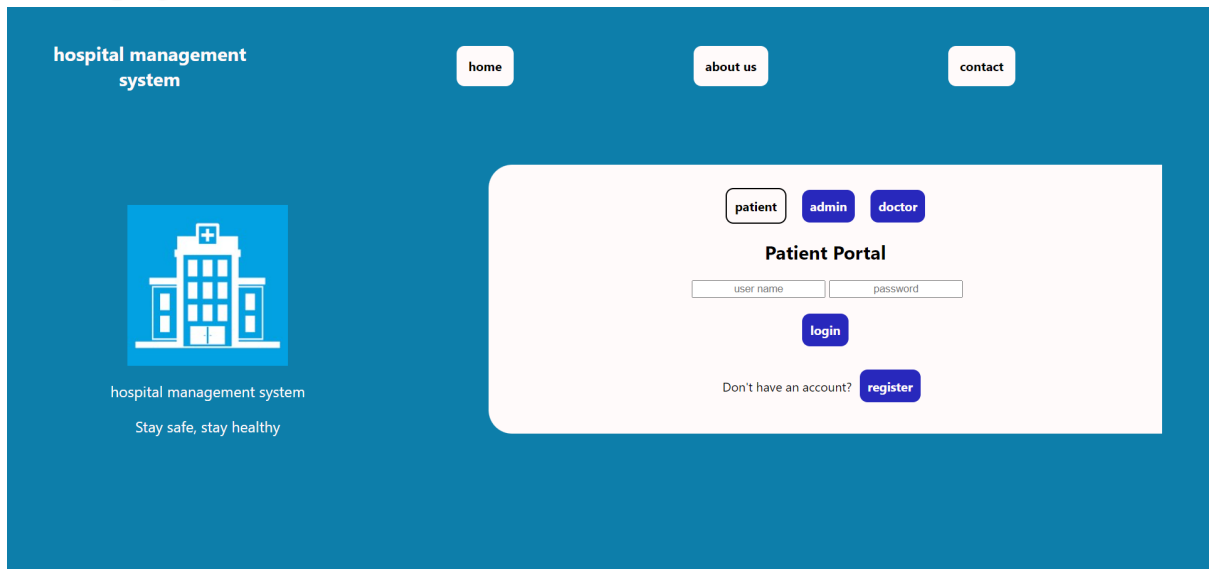 hospital management
system
home
about us
contact
patient
admin
doctor
Patient Portal
user name
password
login
Don't have an account?
register
hospital management system
Stay safe, stay healthy